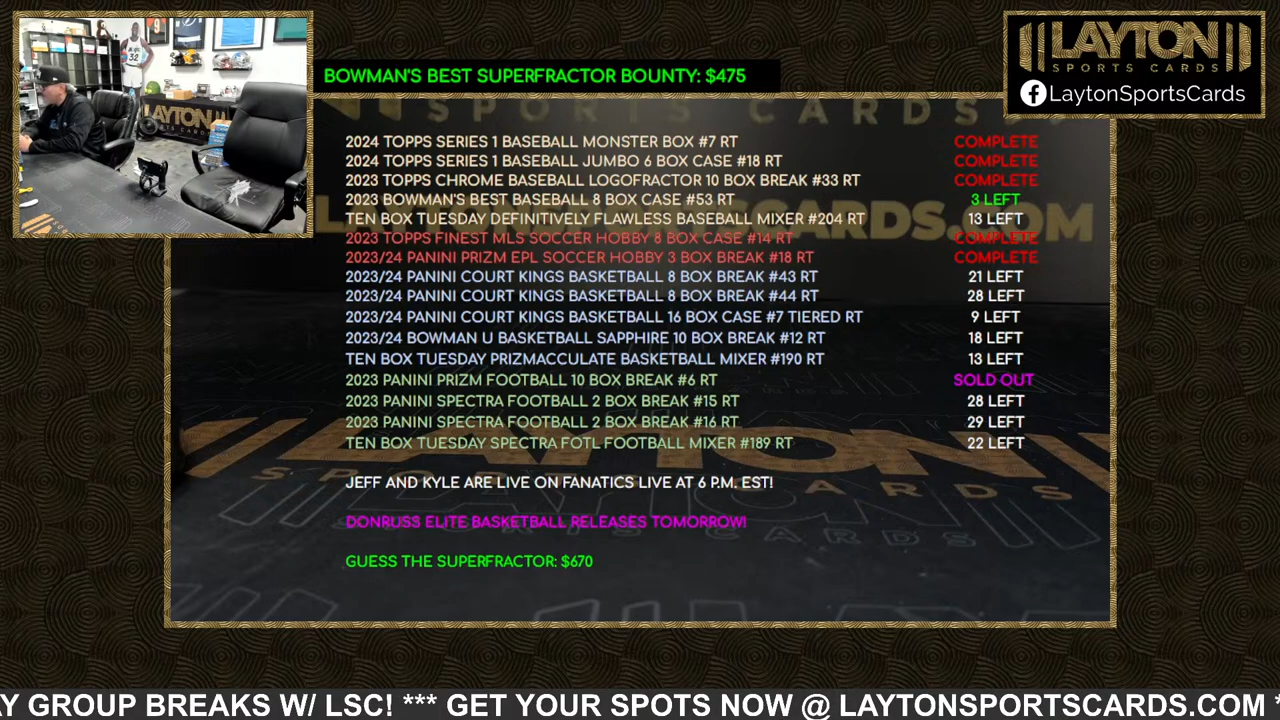 LAYTON
SPORTS CARDS
LaytonSportsCards
BOWMAN'S BEST SUPERFRACTOR BOUNTY: $475
2024 TOPPS SERIES 1 BASEBALL MONSTER BOX #7 RT COMPLETE
2024 TOPPS SERIES 1 BASEBALL JUMBO 6 BOX CASE #18 RT COMPLETE
2023 TOPPS CHROME BASEBALL LOGOFRACTOR 10 BOX BREAK #33 RT COMPLETE
2023 BOWMAN'S BEST BASEBALL 8 BOX CASE #53 RT 3 LEFT
TEN BOX TUESDAY DEFINITIVELY FLAWLESS BASEBALL MIXER #204 RT 13 LEFT
2023 TOPPS FINEST MLS SOCCER HOBBY 8 BOX CASE #14 RT COMPLETE
2023/24 PANINI PRIZM EPL SOCCER HOBBY 3 BOX BREAK #18 RT COMPLETE
2023/24 PANINI COURT KINGS BASKETBALL 8 BOX BREAK #43 RT 21 LEFT
2023/24 PANINI COURT KINGS BASKETBALL 8 BOX BREAK #44 RT 28 LEFT
2023/24 PANINI COURT KINGS BASKETBALL 16 BOX CASE #7 TIERED RT 9 LEFT
2023/24 BOWMAN U BASKETBALL SAPPHIRE 10 BOX BREAK #12 RT 18 LEFT
TEN BOX TUESDAY PRIZMACCULATE BASKETBALL MIXER #190 RT 13 LEFT
2023 PANINI PRIZM FOOTBALL 10 BOX BREAK #6 RT SOLD OUT
2023 PANINI SPECTRA FOOTBALL 2 BOX BREAK #15 RT 28 LEFT
2023 PANINI SPECTRA FOOTBALL 2 BOX BREAK #16 RT 29 LEFT
TEN BOX TUESDAY SPECTRA FOTL FOOTBALL MIXER #189 RT 22 LEFT
JEFF AND KYLE ARE LIVE ON FANATICS LIVE AT 6 P.M. EST!
DONRUSS ELITE BASKETBALL RELEASES TOMORROW!
GUESS THE SUPERFRACTOR: $670
AY GROUP BREAKS W/ LSC! *** GET YOUR SPOTS NOW @ LAYTONSPORTSCARDS.COM *